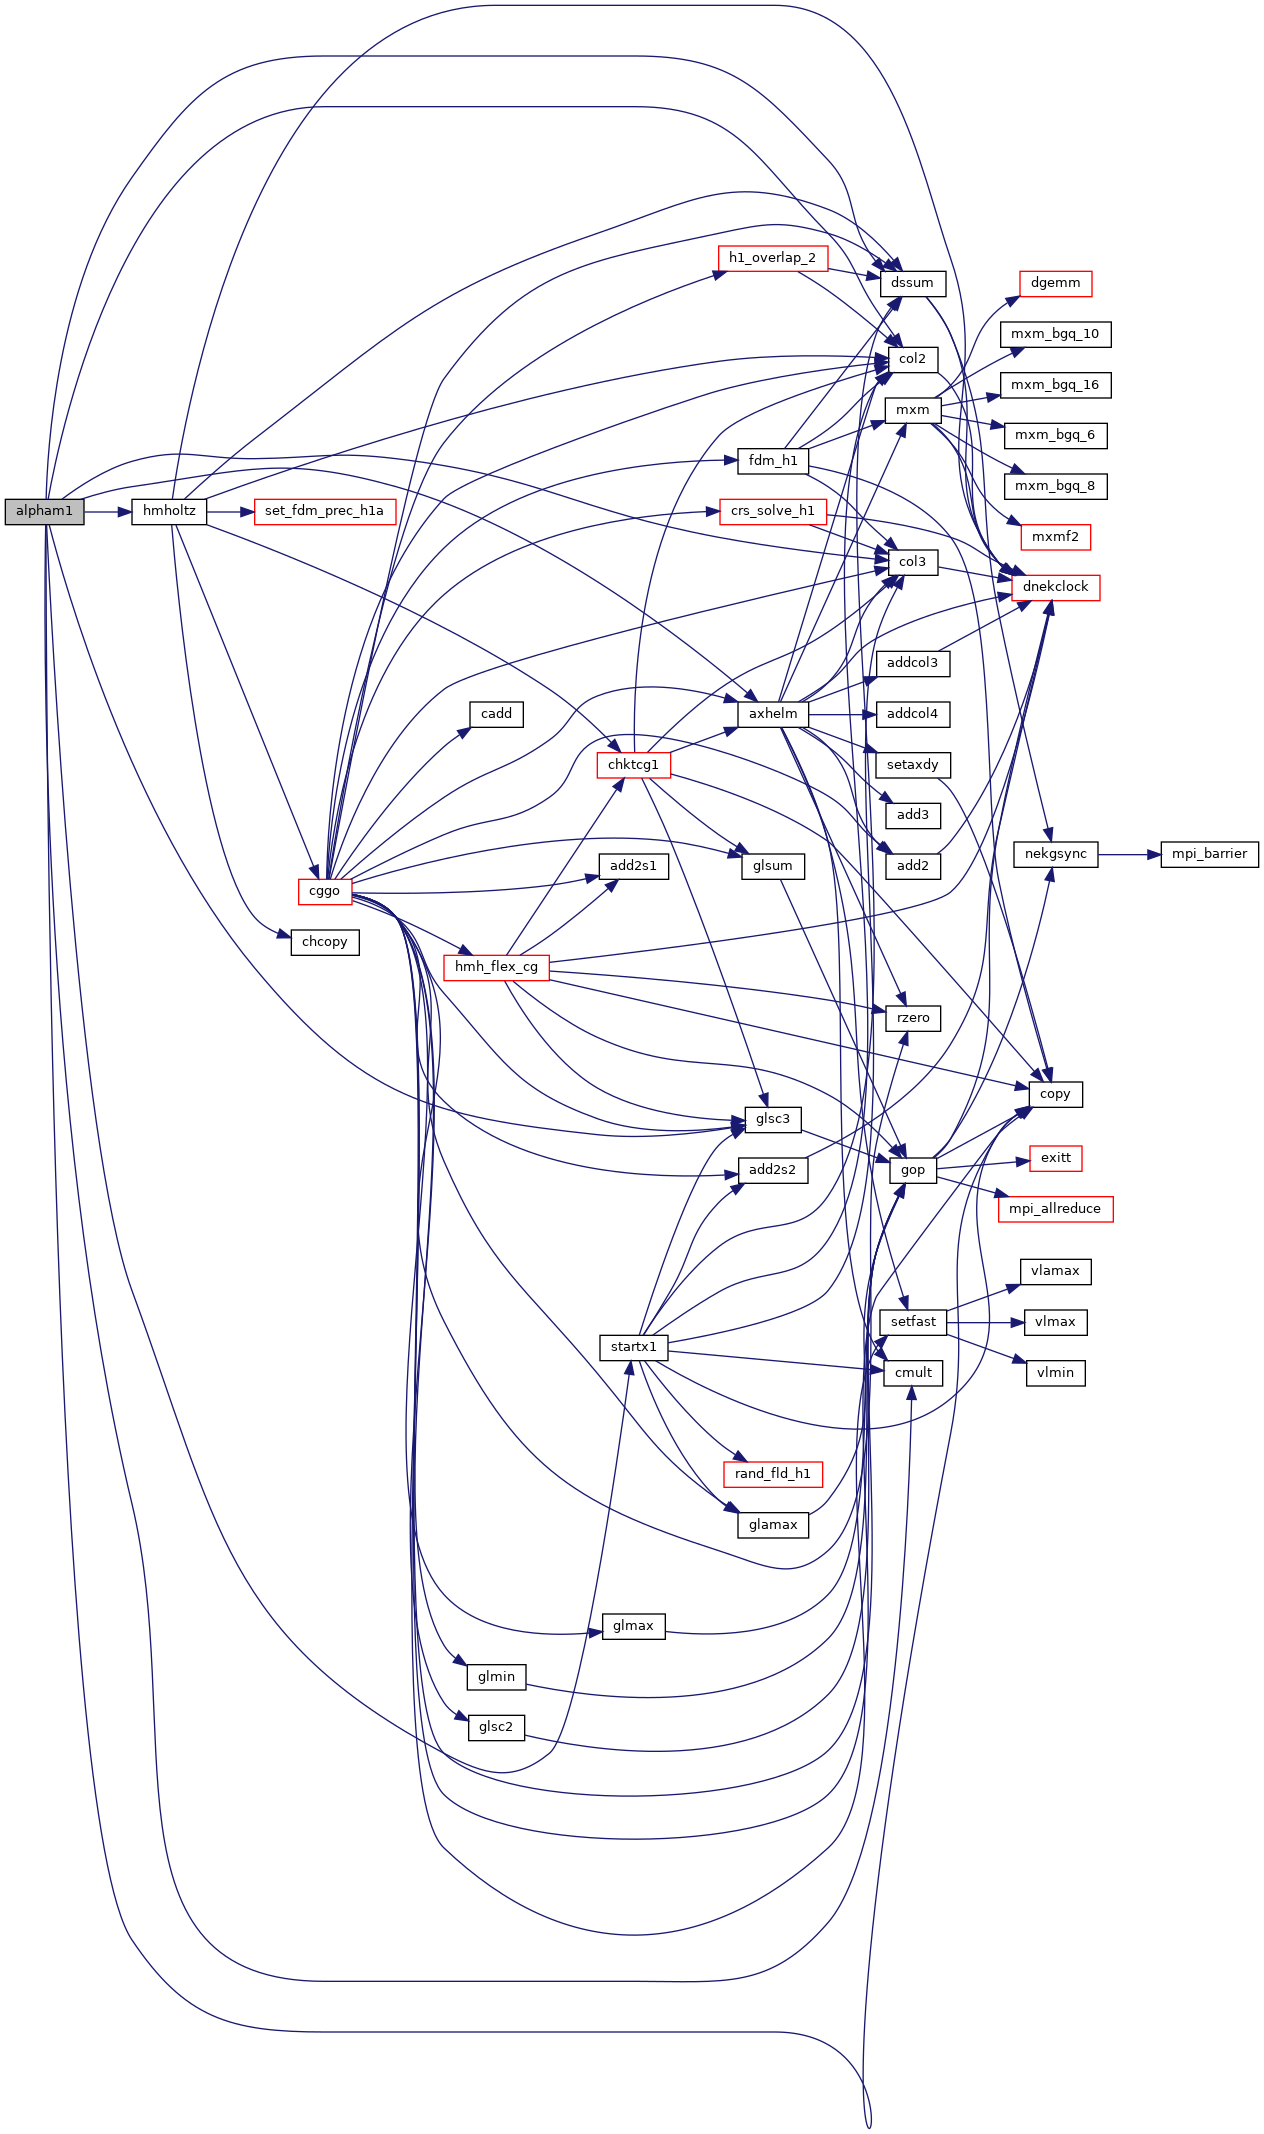 alpham1
hmholtz
set_fdm_prec_h1a
cggo
chcopy
cadd
hmh_flex_cg
glmin
glsc2
chktcg1
add2s1
startx1
glmax
h1_overlap_2
fdm_h1
crs_solve_h1
axhelm
glsum
glsc3
add2s2
rand_fld_h1
glamax
dssum
col2
mxm
col3
addcol3
addcol4
setaxdy
add3
add2
rzero
gop
setfast
cmult
dgemm
mxm_bgq_10
mxm_bgq_16
mxm_bgq_6
mxm_bgq_8
mxmf2
dnekclock
nekgsync
copy
exitt
mpi_allreduce
vlamax
vlmax
vlmin
mpi_barrier